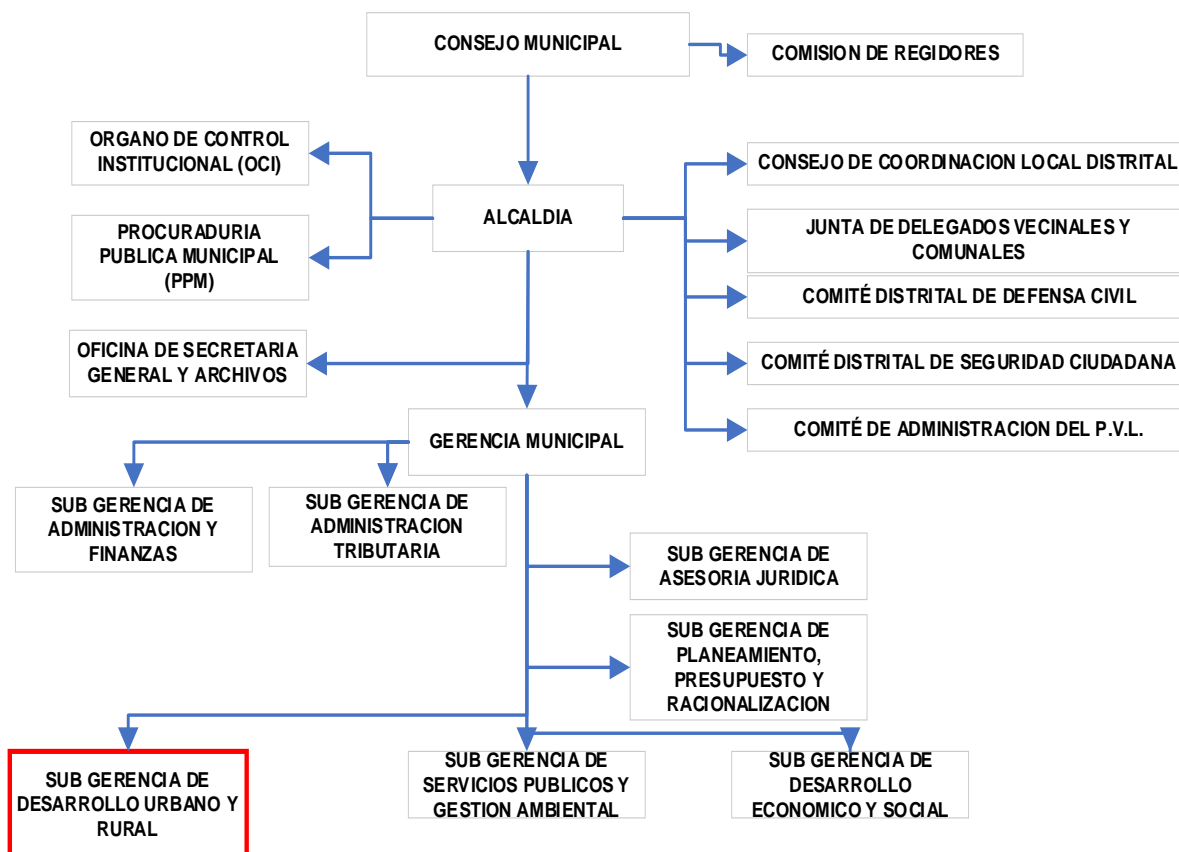 CONSEJO MUNICIPAL
COMISION DE REGIDORES
ORGANO DE CONTROL
INSTITUCIONAL (OCI)
CONSEJO DE COORDINACION LOCAL DISTRITAL
ALCALDIA
PROCURADURIA
PUBLICA MUNICIPAL
(PPM)
JUNTA DE DELEGADOS VECINALES Y
COMUNALES
COMITÉ DISTRITAL DE DEFENSA CIVIL
OFICINA DE SECRETARIA
GENERAL Y ARCHIVOS
COMITÉ DISTRITAL DE SEGURIDAD CIUDADANA
GERENCIA MUNICIPAL
COMITÉ DE ADMINISTRACION DEL P.V.L.
SUB GERENCIA DE
ADMINISTRACION Y
FINANZAS
SUB GERENCIA DE
ADMINISTRACION
TRIBUTARIA
SUB GERENCIA DE
ASESORIA JURIDICA
SUB GERENCIA DE
PLANEAMIENTO,
PRESUPUESTO Y
RACIONALIZACION
SUB GERENCIA DE
DESARROLLO URBANO Y
RURAL
SUB GERENCIA DE
SERVICIOS PUBLICOS Y
GESTION AMBIENTAL
SUB GERENCIA DE
DESARROLLO
ECONOMICO Y SOCIAL